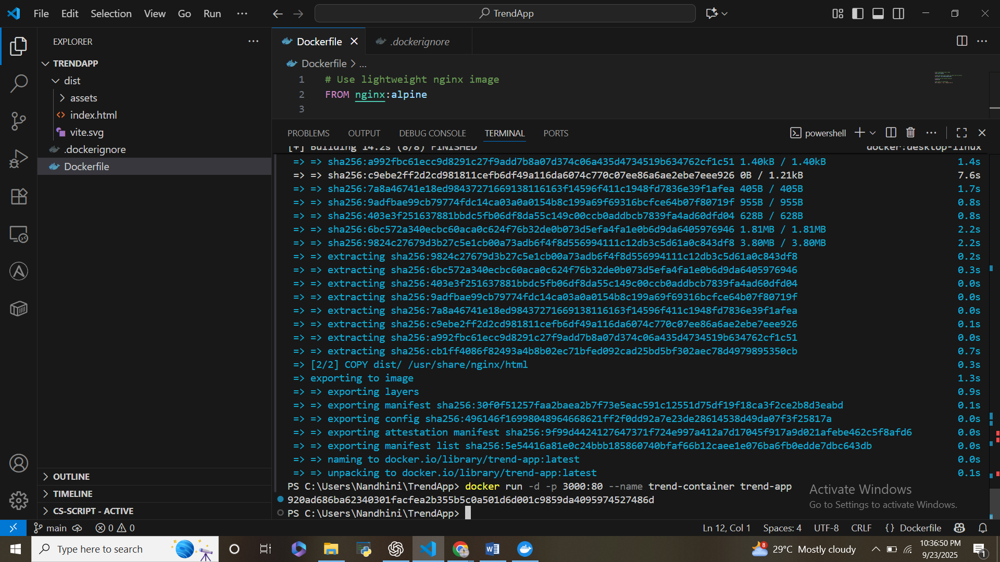 File Edit Selection View Go Run ··· TrendApp
EXPLORER
TRENDAPP
dist
assets
index.html
vite.svg
.dockerignore
Dockerfile
OUTLINE
TIMELINE
CS-SCRIPT - ACTIVE
Dockerfile .dockerignore
Dockerfile > ...
1 # Use lightweight nginx image
2 FROM nginx:alpine
3
PROBLEMS OUTPUT DEBUG CONSOLE TERMINAL PORTS powershell
[+] Building 14.2s (8/8) FINISHED docker:desktop-linux
=> => sha256:a992fbc61ecc9d8291c27f9add7b8a07d374c06a435d4734519b634762cf1c51 1.40kB / 1.40kB 1.4s
=> => sha256:c9ebe2ff2d2cd981811cefb6df49a116da6074c770c07ee86a6ae2ebe7eee926 0B / 1.21kB 7.6s
=> => sha256:7a8a46741e18ed98437271669138116163f14596f411c1948fd7836e39f1afea 405B / 405B 1.7s
=> => sha256:9adfbae99cb79774fdc14ca03a0a0154b8c199a69f69316bcfce64b07f80719f 955B / 955B 0.8s
=> => sha256:403e3f251637881bbdc5fb06df8da55c149c00ccb0addbcb7839fa4ad60dfd04 628B / 628B 0.8s
=> => sha256:6bc572a340ecbc60aca0c624f76b32de0b073d5efa4fa1e0b6d9da6405976946 1.81MB / 1.81MB 2.2s
=> => sha256:9824c27679d3b27c5e1cb00a73adb6f4f8d556994111c12db3c5d61a0c843df8 3.80MB / 3.80MB 2.2s
=> => extracting sha256:9824c27679d3b27c5e1cb00a73adb6f4f8d556994111c12db3c5d61a0c843df8 0.2s
=> => extracting sha256:6bc572a340ecbc60aca0c624f76b32de0b073d5efa4fa1e0b6d9da6405976946 0.3s
=> => extracting sha256:403e3f251637881bbdc5fb06df8da55c149c00ccb0addbcb7839fa4ad60dfd04 0.0s
=> => extracting sha256:9adfbae99cb79774fdc14ca03a0a0154b8c199a69f69316bcfce64b07f80719f 0.0s
=> => extracting sha256:7a8a46741e18ed98437271669138116163f14596f411c1948fd7836e39f1afea 0.0s
=> => extracting sha256:c9ebe2ff2d2cd981811cefb6df49a116da6074c770c07ee86a6ae2ebe7eee926 0.1s
=> => extracting sha256:a992fbc61ecc9d8291c27f9add7b8a07d374c06a435d4734519b634762cf1c51 0.0s
=> => extracting sha256:cb1ff4086f82493a4b8b02ec71bfed092cad25bd5bf302aec78d4979895350cb 0.7s
=> [2/2] COPY dist/ /usr/share/nginx/html 0.3s
=> exporting to image 1.3s
=> => exporting layers 0.9s
=> => exporting manifest sha256:30f0f51257faa2baea2b7f73e5eac591c12551d75df19f18ca3f2ce2b8d3eabd 0.1s
=> => exporting config sha256:496146f16998048964668621ff2f0dd92a7e23de28614538d49da07f3f25817a 0.0s
=> => exporting attestation manifest sha256:9f99d4424127647371f724e997a412a7d17045f917a9d021afebe462c5f8afd6 0.0s
=> => exporting manifest list sha256:5e54416a81e0c24bbb185860740bfaf66b12caee1e076ba6fb0edde7dbc643db 0.0s
=> => naming to docker.io/library/trend-app:latest 0.0s
=> => unpacking to docker.io/library/trend-app:latest 0.1s
PS C:\Users\Nandhini\TrendApp> docker run -d -p 3000:80 --name trend-container trend-app
920ad686ba62340301facfea2b355b5c0a501d6d001c9859da4095974527486d
PS C:\Users\Nandhini\TrendApp>
Activate Windows
Go to Settings to activate Windows.
main 0 0 Ln 12, Col 1 Spaces: 4 UTF-8 CRLF {} Dockerfile
Type here to search 8 29°C Mostly cloudy 10:36:50 PM
9/23/2025 1